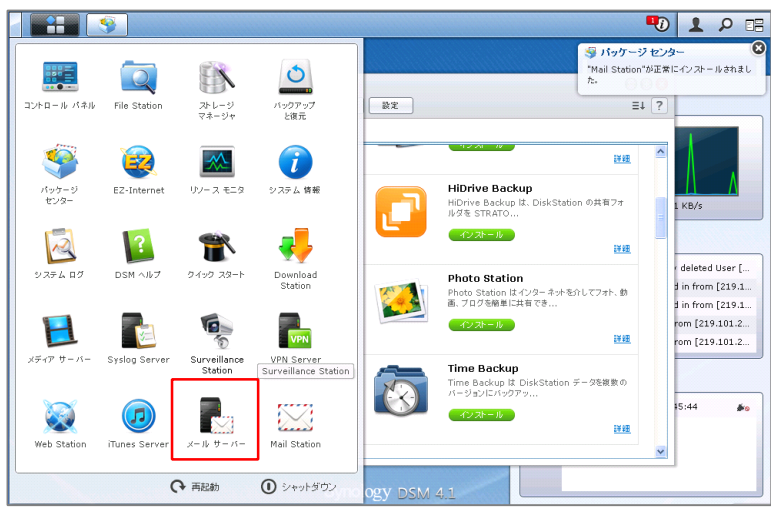 1
パッケージ センター
"Mail Station"が正常にインストールされまし
た。
コントロール パネル
File Station
ストレージ
マネージャ
バックアップ
と復元
設定
?
パッケージ
センター
EZ-Internet
リソース モニタ
システム 情報
システム ログ
DSM ヘルプ
クイック スタート
Download
Station
メディア サーバー
Syslog Server
Surveillance
Station
VPN
VPN Server
Surveillance Station
Web Station
iTunes Server
メール サーバー
Mail Station
再起動
シャットダウン
インストール
詳細
HiDrive Backup
HiDrive Backup は、DiskStation の共有フォ
ルダを STRATO...
インストール
詳細
Photo Station
Photo Station はインターネットを介してフォト、動
画、ブログを簡単に共有でき...
インストール
詳細
Time Backup
Time Backup は DiskStation データを複数の
バージョンにバックアッ...
インストール
詳細
1 KB/s
deleted User [...
d in from [219.1...
d in from [219.1...
rom [219.101.2...
rom [219.101.2...
45:44
Synology DSM 4.1